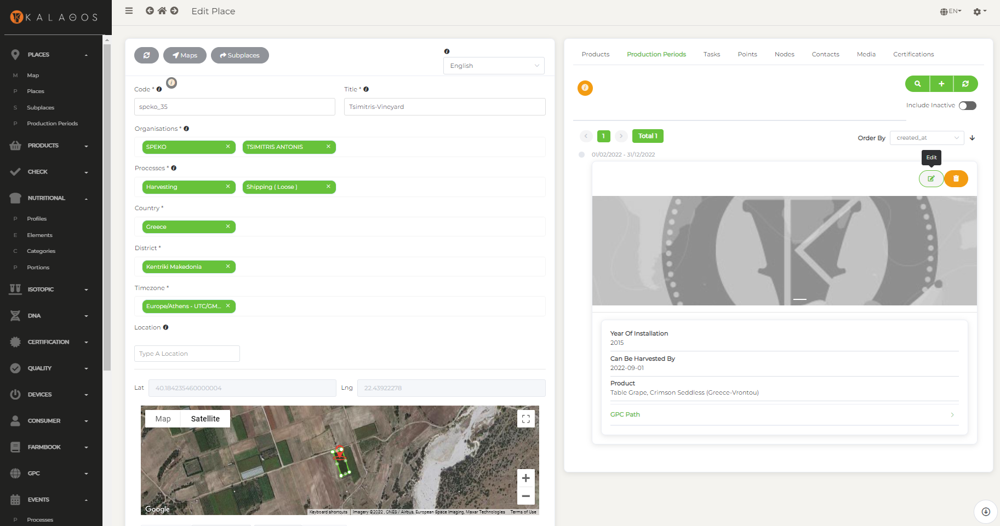 KALAΘOS
Edit Place
EN
PLACES
M Map
P Places
S Subplaces
P Production Periods
PRODUCTS
CHECK
NUTRITIONAL
P Profiles
E Elements
C Categories
P Portions
ISOTOPIC
DNA
CERTIFICATION
QUALITY
DEVICES
CONSUMER
FARMBOOK
GPC
EVENTS
P Processes
Maps
Subplaces
English
Code *
Title *
speko_35
Tsimitris-Vineyard
Organisations *
SPEKO ×
TSIMITRIS ANTONIS ×
Processes *
Harvesting ×
Shipping ( Loose ) ×
Country *
Greece ×
District *
Kentriki Makedonia ×
Timezone *
Europe/Athens - UTC/GM... ×
Location
Type A Location
Lat 40.184235460000004
Lng 22.43922278
Map
Satellite
Google
Keyboard shortcuts
Imagery ©2022 , CNES / Airbus, European Space Imaging, Maxar Technologies
Terms of Use
Products
Production Periods
Tasks
Points
Nodes
Contacts
Media
Certifications
Include Inactive
1
Total 1
Order By
created_at
01/02/2022 - 31/12/2022
Edit
Year Of Installation
2015
Can Be Harvested By
2022-09-01
Product
Table Grape, Crimson Seddless (Greece-Vrontou)
GPC Path